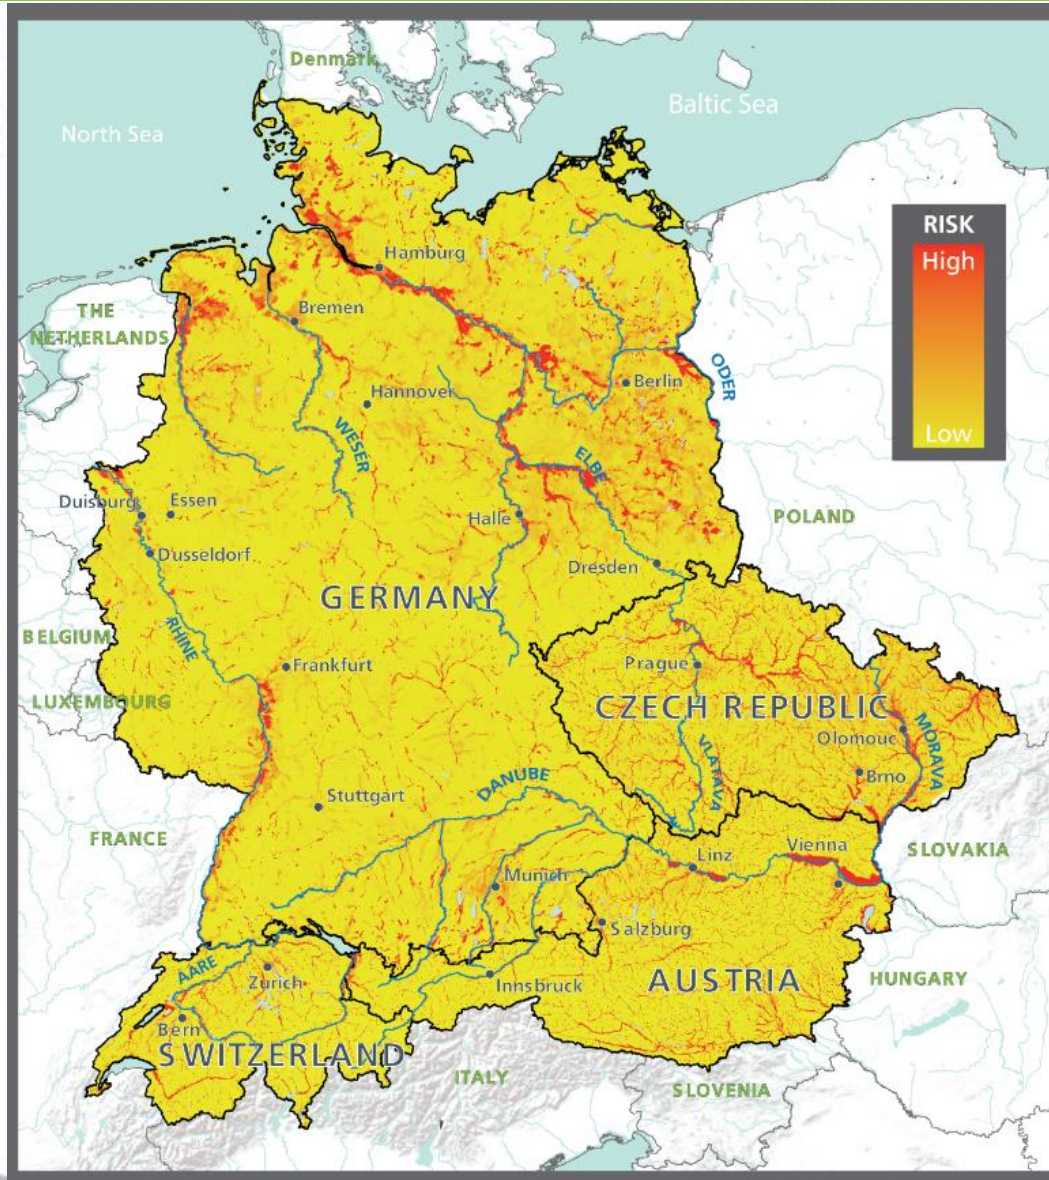 Denmark
Baltic Sea
North Sea
RISK
High
Low
Hamburg
THE
NETHERLANDS
Bremen
ODER
Berlin
Hannover
WESER
ELBE
Duisburg
Essen
Halle
POLAND
Dusseldorf
Dresden
GERMANY
BELGIUM
RHINE
Frankfurt
Prague
LUXEMBOURG
CZECH REPUBLIC
Olomouc
MORAVA
VLATAVA
Brno
DANUBE
Stuttgart
FRANCE
Linz
Vienna
SLOVAKIA
Munich
Salzburg
AARE
Zurich
Innsbruck
AUSTRIA
HUNGARY
Bern
SWITZERLAND
ITALY
SLOVENIA